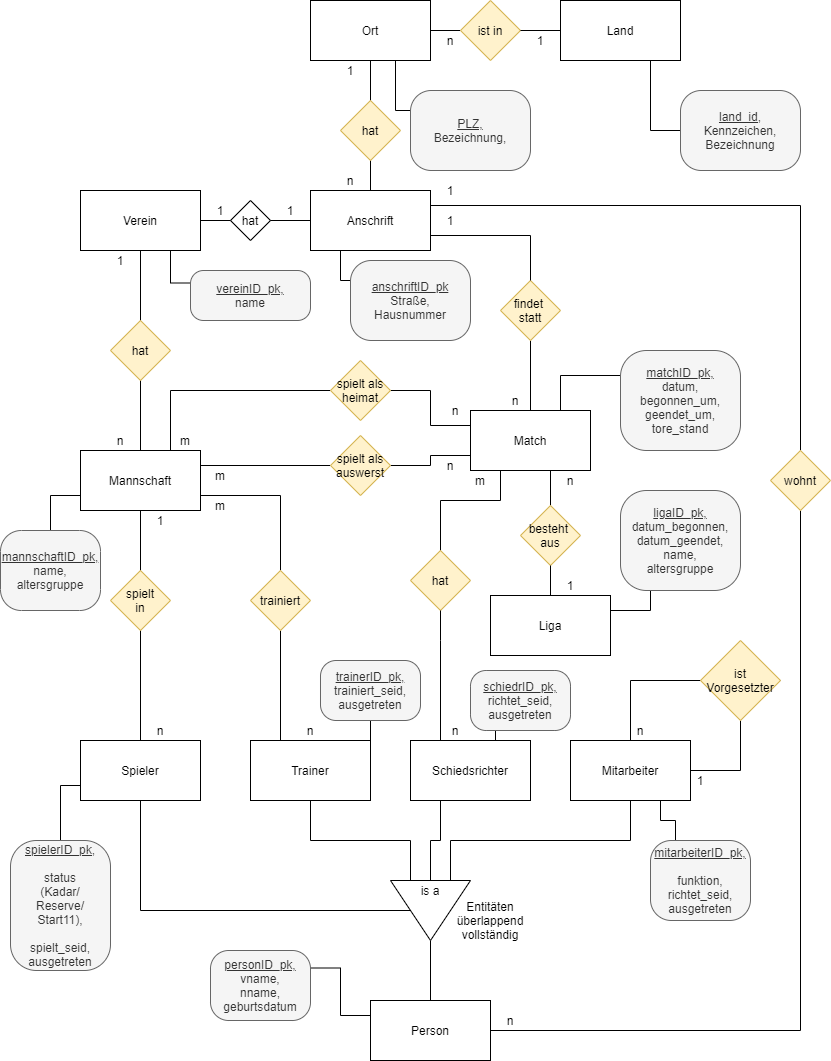 Ort
n
ist in
1
Land
1
hat
PLZ,
Bezeichnung,
land_id,
Kennzeichen,
Bezeichnung
n
1
Verein
1
hat
1
Anschrift
1
1
vereinID_pk,
name
anschriftID_pk
Straße,
Hausnummer
findet
statt
hat
spielt als
heimat
matchID_pk,
datum,
begonnen_um,
geendet_um,
tore_stand
n
m
n
n
Match
Mannschaft
m
spielt als
auswerst
n
m
n
wohnt
m
1
mannschaftID_pk,
name,
altersgruppe
besteht
aus
ligaID_pk,
datum_begonnen,
datum_geendet,
name,
altersgruppe
spielt
in
trainiert
hat
1
Liga
trainerID_pk,
trainiert_seid,
ausgetreten
schiedrID_pk,
richtet_seid,
ausgetreten
ist
Vorgesetzter
n
n
n
n
Spieler
Trainer
Schiedsrichter
Mitarbeiter
1
spielerID_pk,
status
(Kadar/
Reserve/
Start11),
spielt_seid,
ausgetreten
mitarbeiterID_pk,
funktion,
richtet_seid,
ausgetreten
is a
Entitäten
überlappend
vollständig
personID_pk,
vname,
nname,
geburtsdatum
Person
n